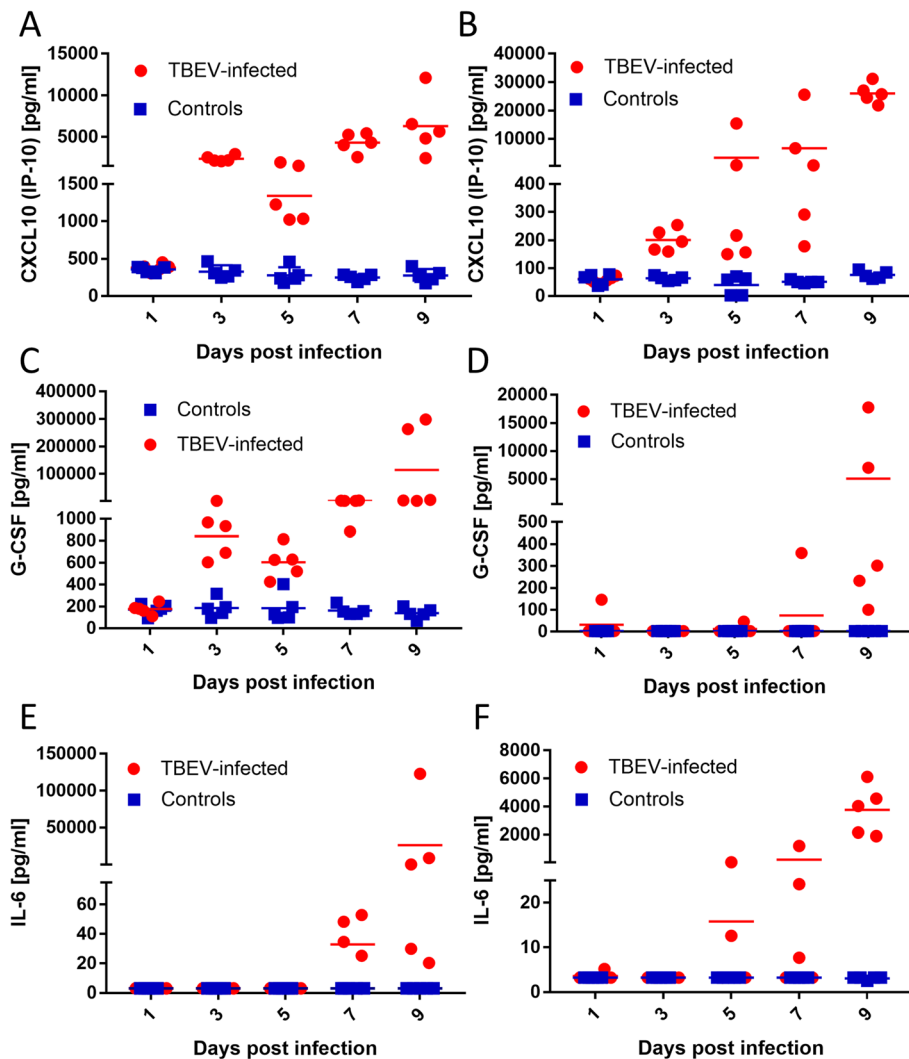 A
CXCL10 (IP-10) [pg/ml]
15000
10000
5000
1500
1000
500
0
TBEV-infected
Controls
1 3 5 7 9
Days post infection
B
CXCL10 (IP-10) [pg/ml]
40000
30000
20000
10000
400
300
200
100
0
TBEV-infected
Controls
1 3 5 7 9
Days post infection
C
G-CSF [pg/ml]
400000
300000
200000
100000
1000
800
600
400
200
0
Controls
TBEV-infected
1 3 5 7 9
Days post infection
D
G-CSF [pg/ml]
20000
15000
10000
5000
500
400
300
200
100
0
TBEV-infected
Controls
1 3 5 7 9
Days post infection
E
IL-6 [pg/ml]
150000
100000
50000
60
40
20
0
TBEV-infected
Controls
1 3 5 7 9
Days post infection
F
IL-6 [pg/ml]
8000
6000
4000
2000
20
10
0
TBEV-infected
Controls
1 3 5 7 9
Days post infection